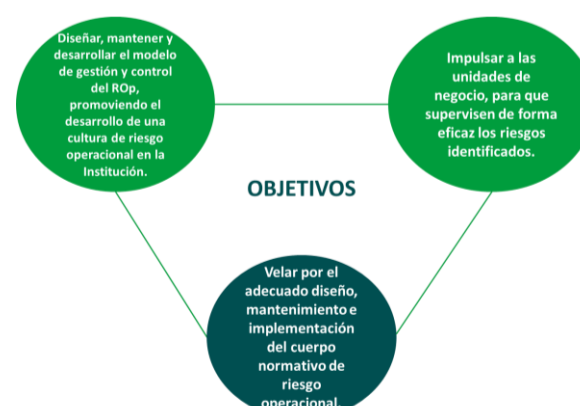 Diseñar, mantener y
desarrollar el modelo
de gestión y control
del ROp,
promoviendo el
desarrollo de una
cultura de riesgo
operacional en la
Institución.
Impulsar a las
unidades de
negocio, para que
supervisen de forma
eficaz los riesgos
identificados.
OBJETIVOS
Velar por el
adecuado diseño,
mantenimiento e
implementación
del cuerpo
normativo de
riesgo
operacional.